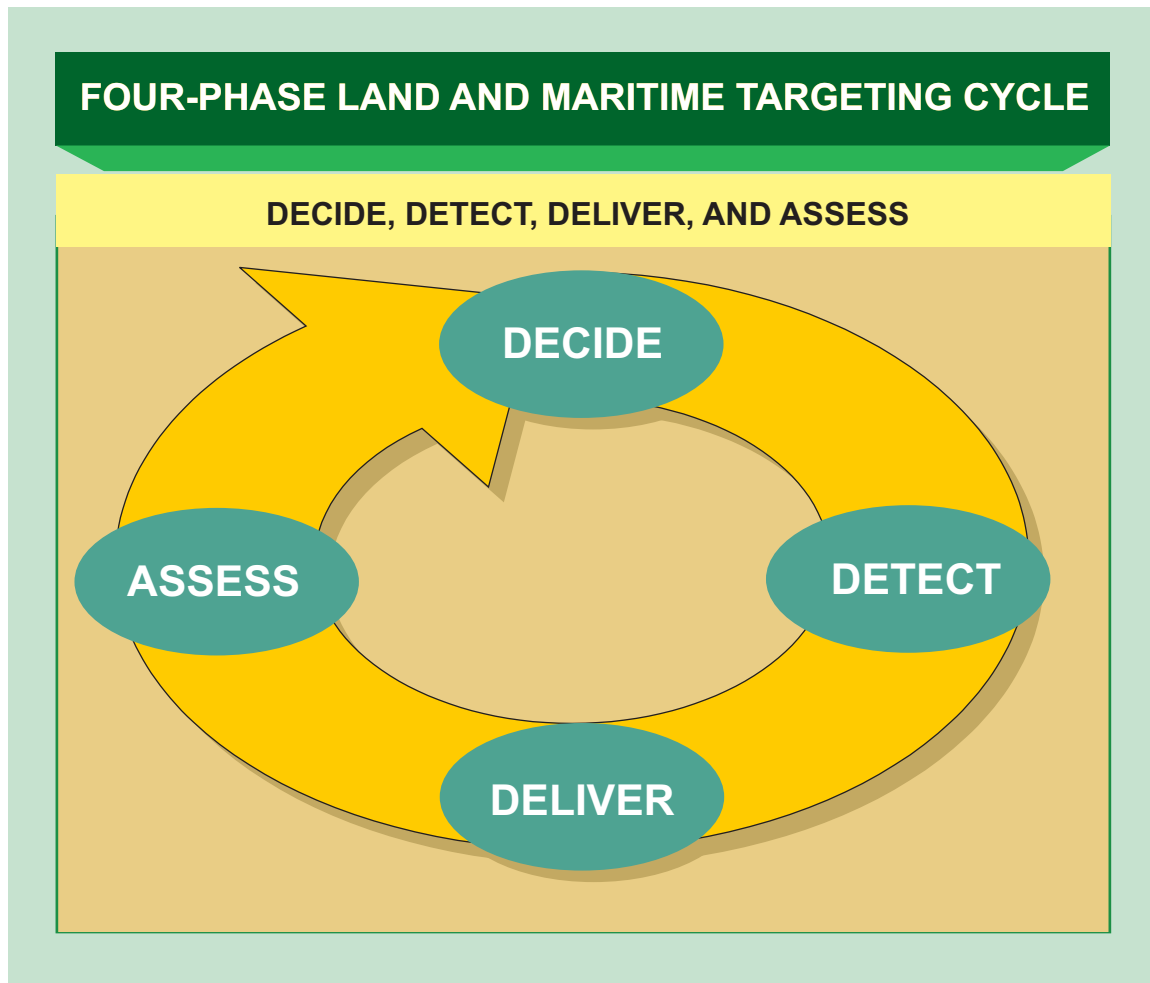 FOUR-PHASE LAND AND MARITIME TARGETING CYCLE
DECIDE, DETECT, DELIVER, AND ASSESS
DECIDE
DETECT
DELIVER
ASSESS